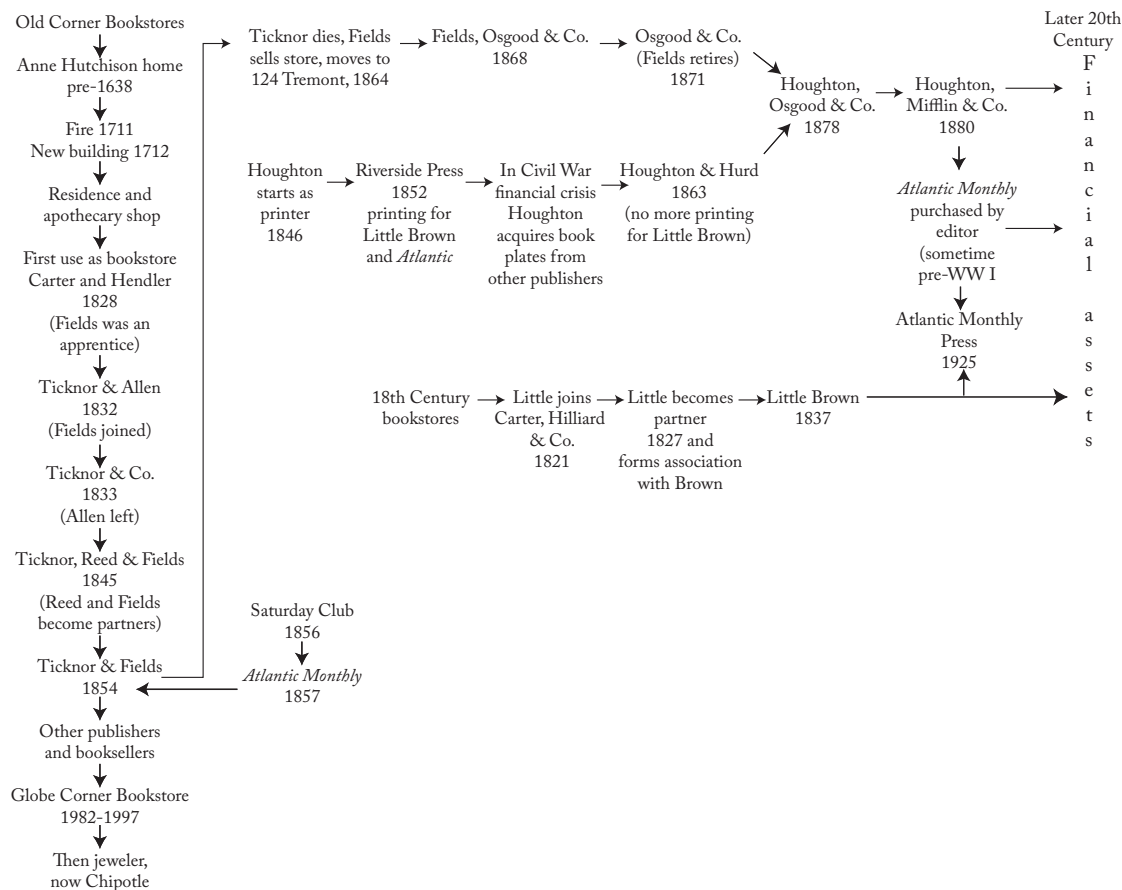 Old Corner Bookstores
Anne Hutchison home
pre-1638
Fire 1711
New building 1712
Residence and
apothecary shop
First use as bookstore
Carter and Hendler
1828
(Fields was an
apprentice)
Ticknor & Allen
1832
(Fields joined)
Ticknor & Co.
1833
(Allen left)
Ticknor, Reed & Fields
1845
(Reed and Fields
become partners)
Ticknor & Fields
1854
Other publishers
and booksellers
Globe Corner Bookstore
1982-1997
Then jeweler,
now Chipotle
Saturday Club
1856
Atlantic Monthly
1857
Ticknor dies, Fields
sells store, moves to
124 Tremont, 1864
Fields, Osgood & Co.
1868
Osgood & Co.
(Fields retires)
1871
Houghton
starts as
printer
1846
Riverside Press
1852
printing for
Little Brown
and Atlantic
In Civil War
financial crisis
Houghton
acquires book
plates from
other publishers
Houghton & Hurd
1863
(no more printing
for Little Brown)
Houghton,
Osgood & Co.
1878
Houghton,
Mifflin & Co.
1880
Atlantic Monthly
purchased by
editor
(sometime
pre-WW I
Atlantic Monthly
Press
1925
18th Century
bookstores
Little joins
Carter, Hilliard
& Co.
1821
Little becomes
partner
1827 and
forms association
with Brown
Little Brown
1837
Later 20th
Century
Financial assets